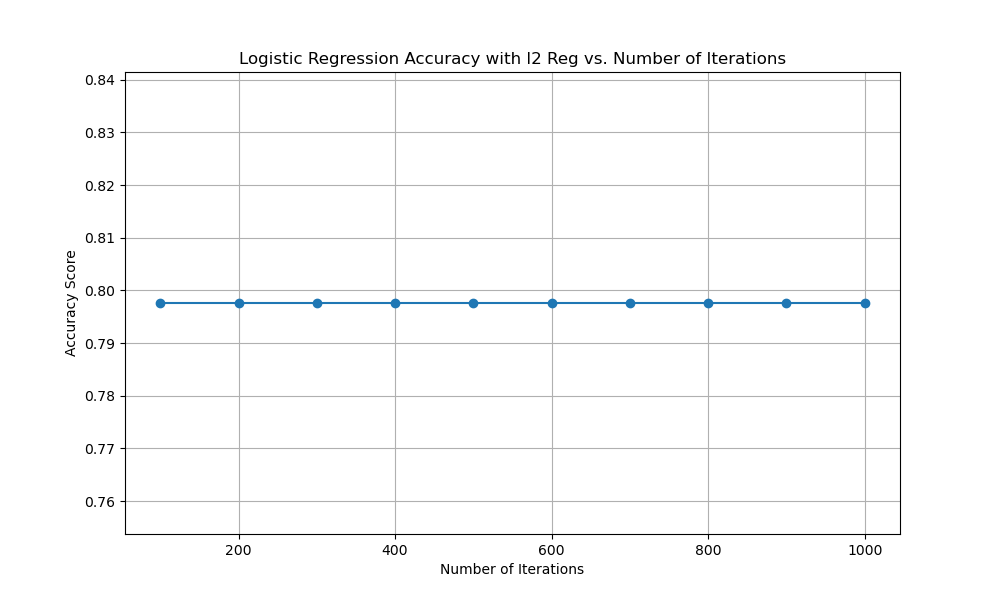 Logistic Regression Accuracy with l2 Reg vs. Number of Iterations
0.84
0.83
0.82
0.81
0.80
0.79
0.78
0.77
0.76
Accuracy Score
200 400 600 800 1000
Number of Iterations